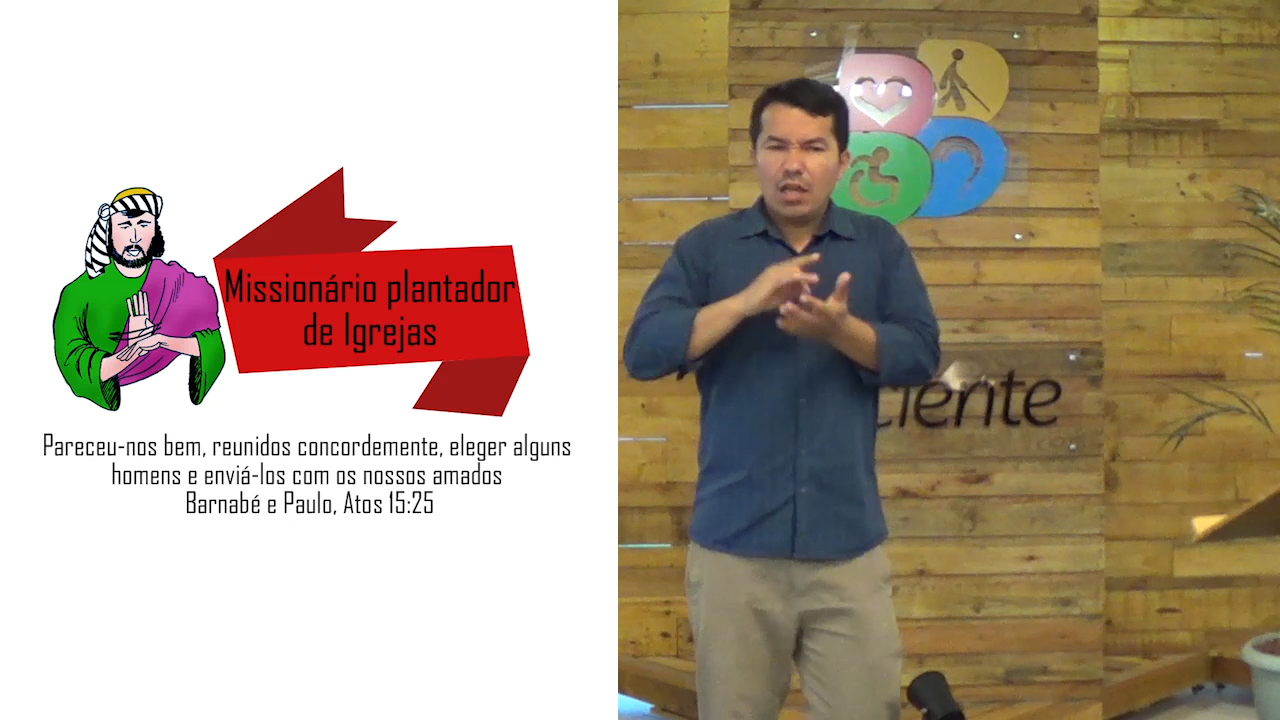 Missionário plantador
de Igrejas
Pareceu-nos bem, reunidos concordemente, eleger alguns
homens e enviá-los com os nossos amados
Barnabé e Paulo, Atos 15:25
ciente